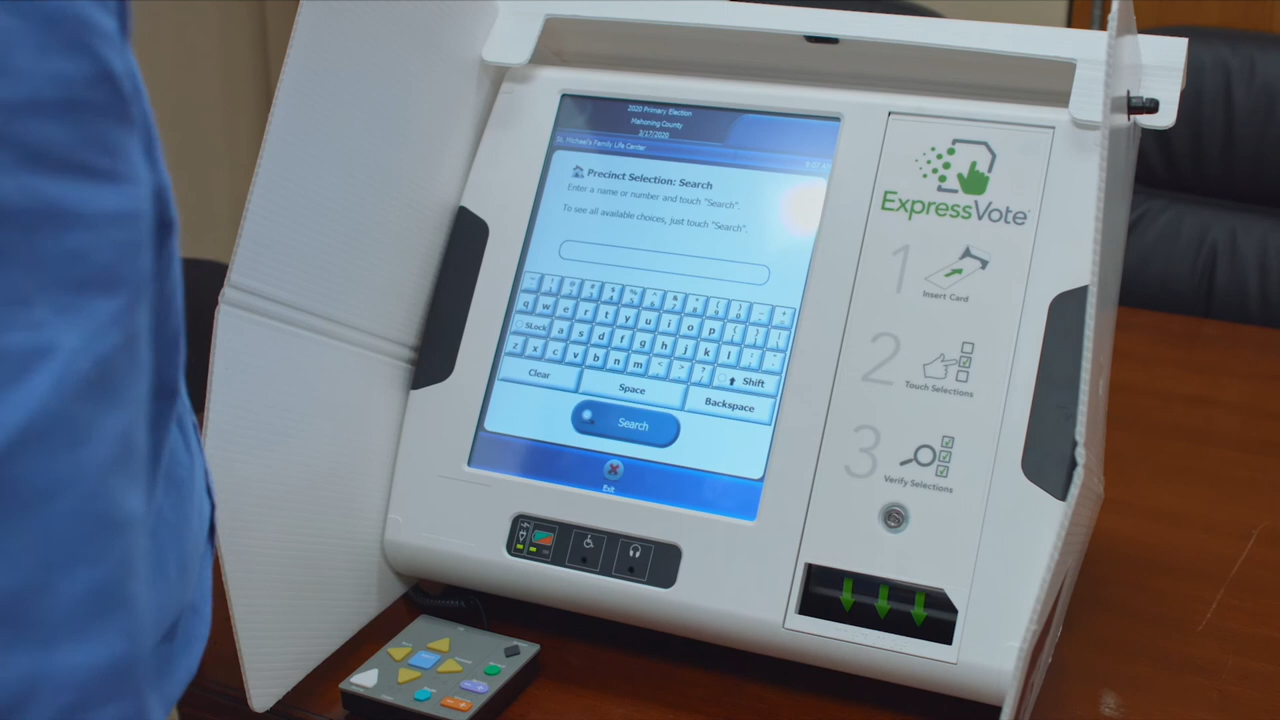 2020 Primary Election
Mahoning County
3/17/2020
St. Michael's Family Life Center
Precinct Selection: Search
Enter a name or number and touch "Search".
To see all available choices, just touch "Search".
q w e r t y u i o p
SLock a s d f g h j k l
z x c v b n m < > ? Shift
Clear Space Backspace
Search
Exit
ExpressVote
1
Insert Card
2
Touch Selections
3
Verify Selections